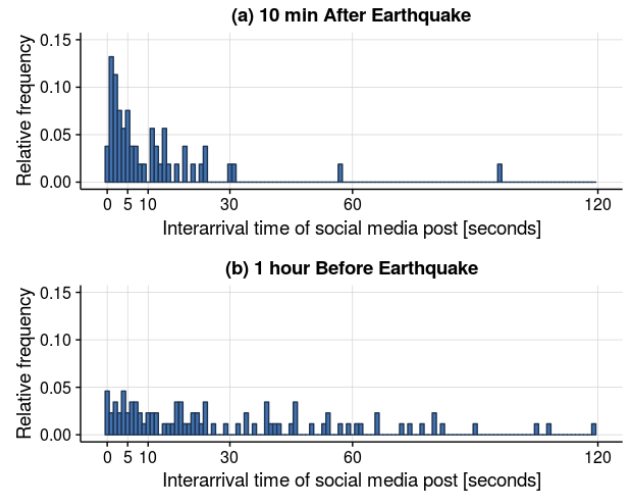 (a) 10 min After Earthquake
Relative frequency
0.15
0.10
0.05
0.00
0 5 10 30 60 120
Interarrival time of social media post [seconds]
(b) 1 hour Before Earthquake
Relative frequency
0.15
0.10
0.05
0.00
0 5 10 30 60 120
Interarrival time of social media post [seconds]